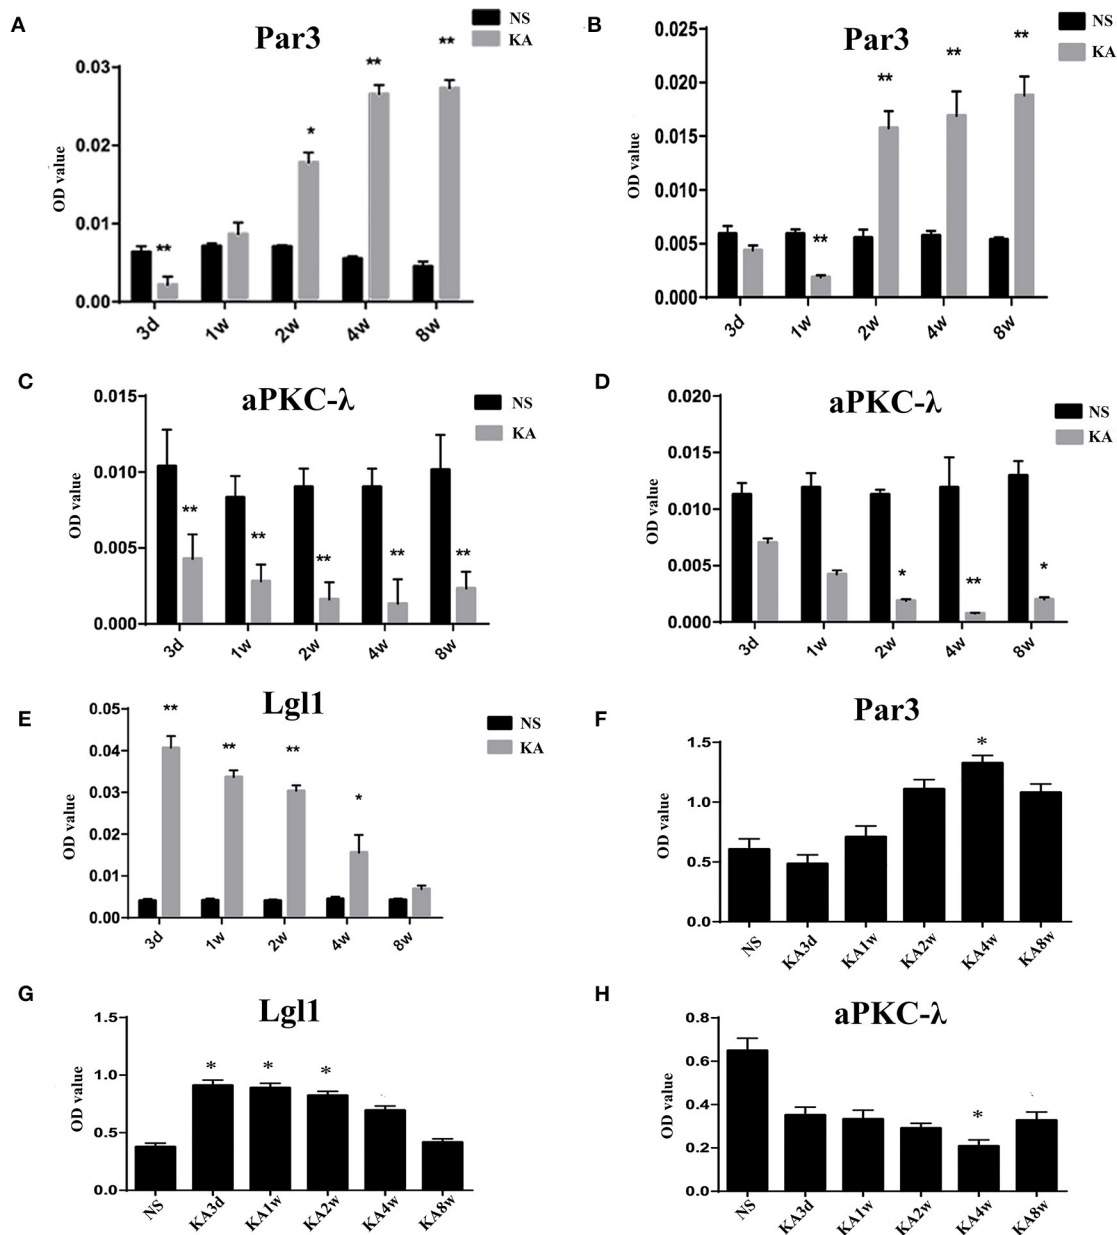 A
Par3
NS
KA
OD value
0.03
0.02
0.01
0.00
**
*
**
**
3d
1w
2w
4w
8w
B
Par3
NS
KA
OD value
0.025
0.020
0.015
0.010
0.005
0.000
**
**
**
**
3d
1w
2w
4w
8w
C
aPKC-λ
NS
KA
OD value
0.015
0.010
0.005
0.000
**
**
**
**
**
3d
1w
2w
4w
8w
D
aPKC-λ
NS
KA
OD value
0.020
0.015
0.010
0.005
0.000
*
**
*
3d
1w
2w
4w
8w
E
Lgl1
NS
KA
OD value
0.05
0.04
0.03
0.02
0.01
0.00
**
**
**
*
3d
1w
2w
4w
8w
F
Par3
OD value
1.5
1.0
0.5
0.0
*
NS
KA3d
KA1w
KA2w
KA4w
KA8w
G
Lgl1
OD value
1.5
1.0
0.5
0.0
*
*
*
NS
KA3d
KA1w
KA2w
KA4w
KA8w
H
aPKC-λ
OD value
0.8
0.6
0.4
0.2
0.0
*
NS
KA3d
KA1w
KA2w
KA4w
KA8w